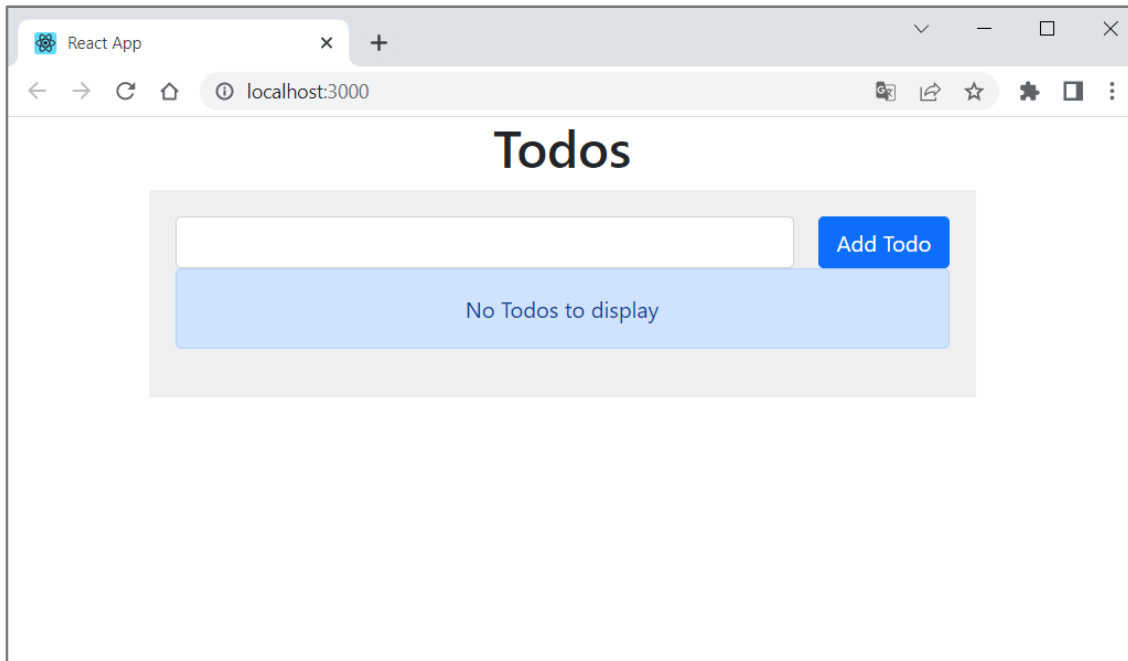 React App
localhost:3000
Todos
Add Todo
No Todos to display